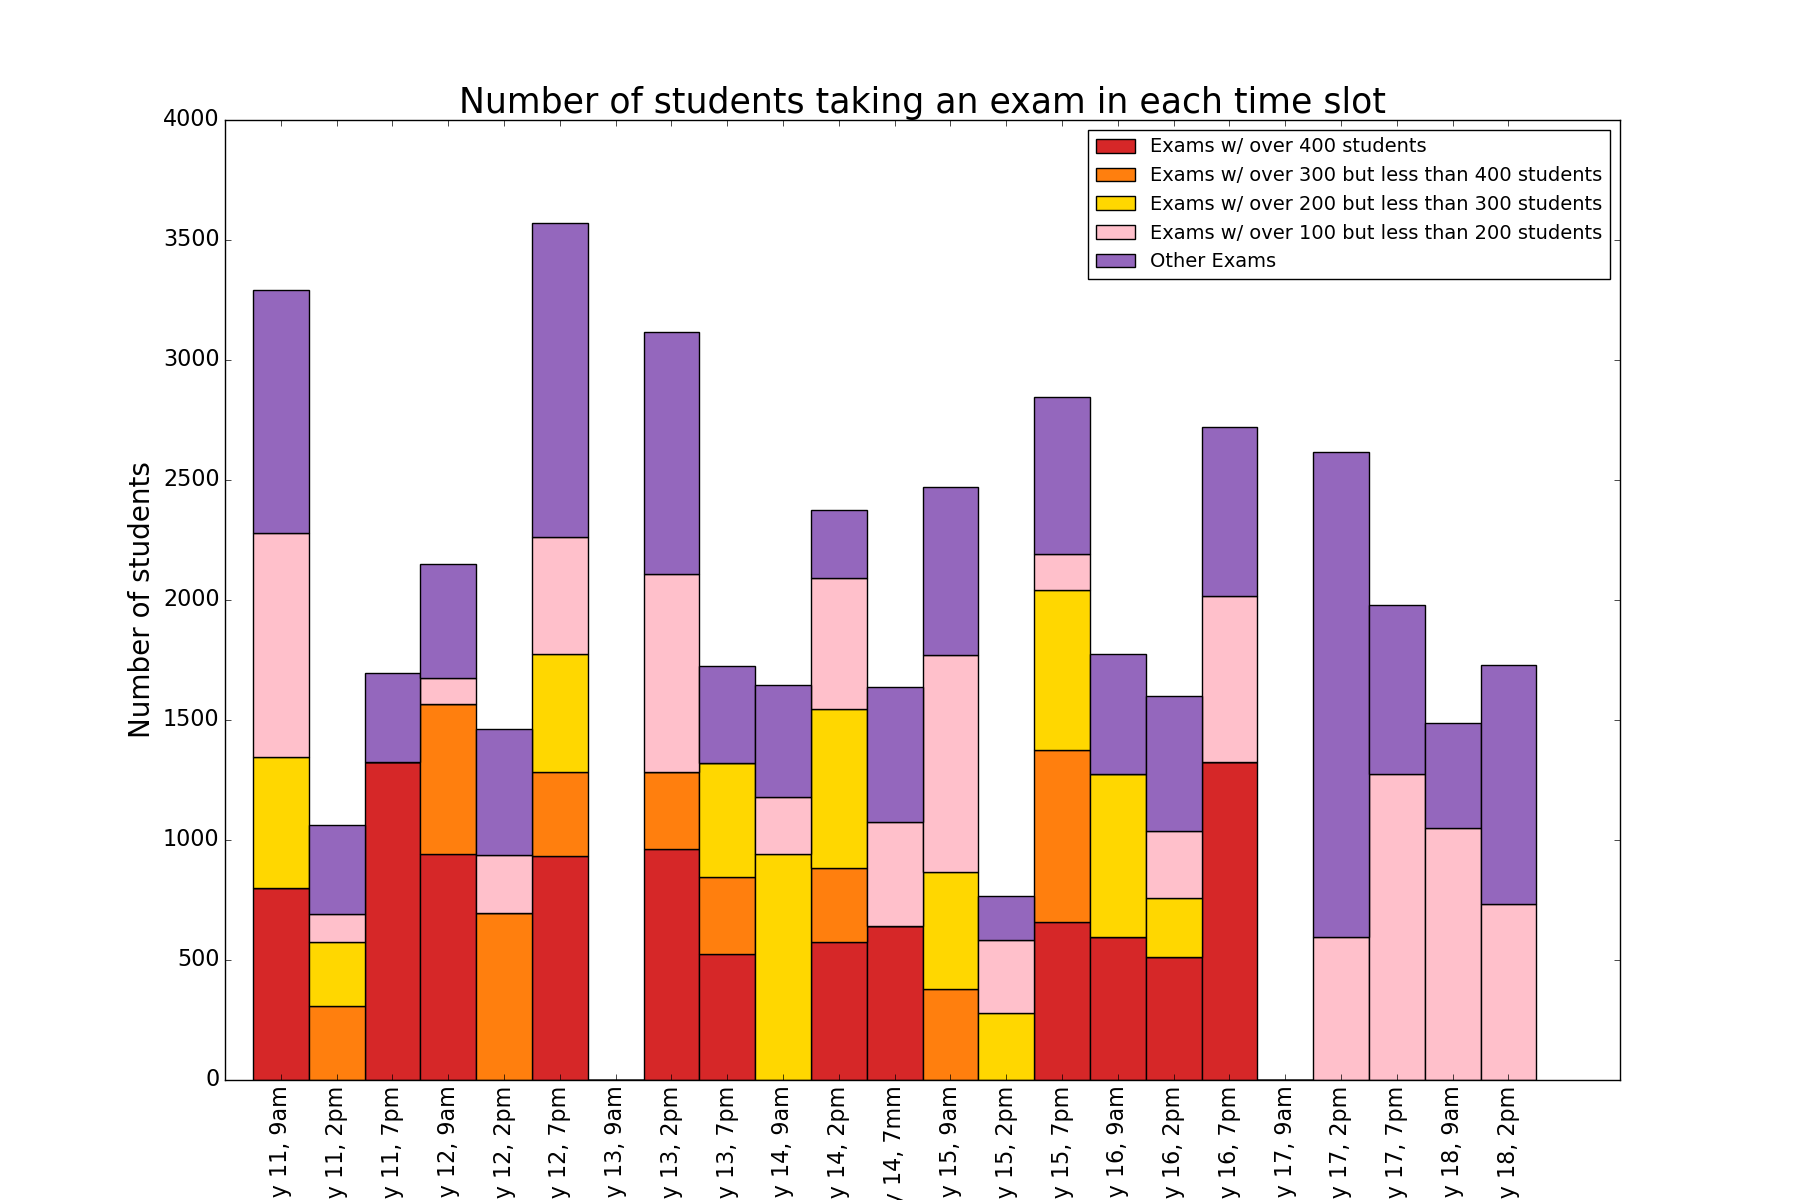 Number of students taking an exam in each time slot
4000
3500
3000
2500
2000
1500
1000
500
0
Number of students
Exams w/ over 400 students
Exams w/ over 300 but less than 400 students
Exams w/ over 200 but less than 300 students
Exams w/ over 100 but less than 200 students
Other Exams
y 11, 9am
y 11, 2pm
y 11, 7pm
y 12, 9am
y 12, 2pm
y 12, 7pm
y 13, 9am
y 13, 2pm
y 13, 7pm
y 14, 9am
y 14, 2pm
y 14, 7mm
y 15, 9am
y 15, 2pm
y 15, 7pm
y 16, 9am
y 16, 2pm
y 16, 7pm
y 17, 9am
y 17, 2pm
y 17, 7pm
y 18, 9am
y 18, 2pm